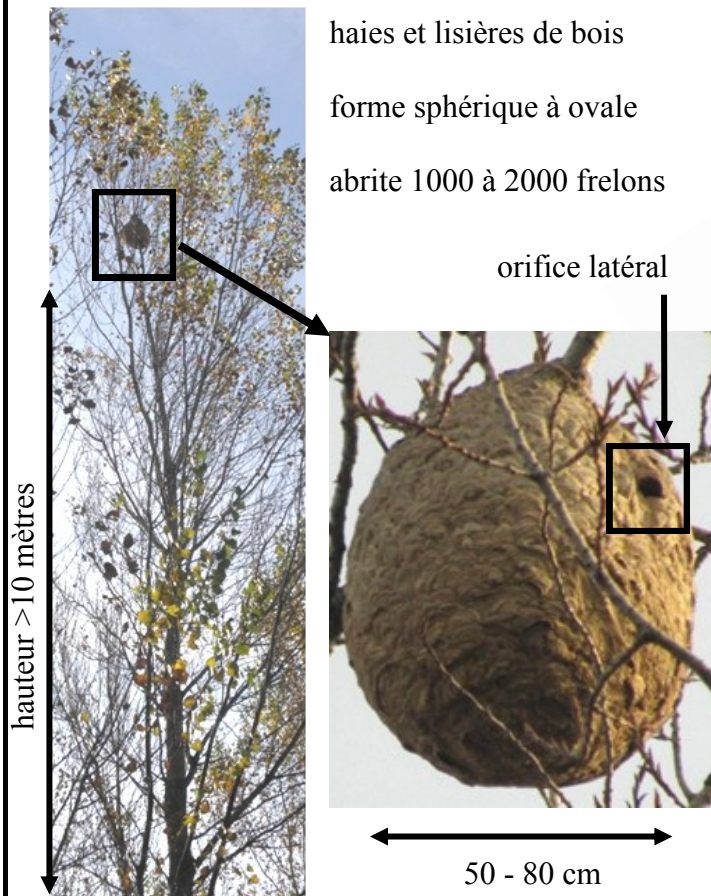 haies et lisières de bois
forme sphérique à ovale
abrite 1000 à 2000 frelons
orifice latéral
hauteur >10 mètres
50 - 80 cm